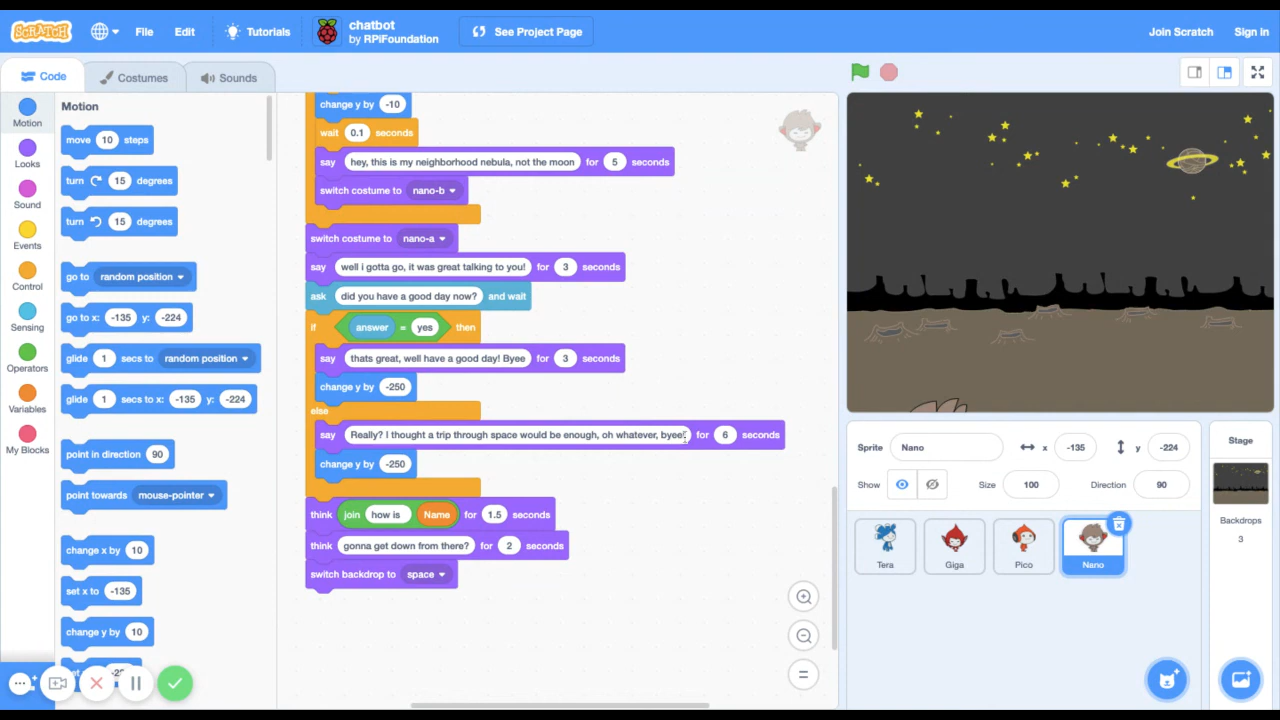 SCRATCH File Edit Tutorials chatbot by RPiFoundation See Project Page Join Scratch Sign in
Code Costumes Sounds
Motion
Looks
Sound
Events
Control
Sensing
Operators
Variables
My Blocks
Motion
move 10 steps
turn 15 degrees
turn 15 degrees
go to random position
go to x: -135 y: -224
glide 1 secs to random position
glide 1 secs to x: -135 y: -224
point in direction 90
point towards mouse-pointer
change x by 10
set x to -135
change y by 10
change y by -10
wait 0.1 seconds
say hey, this is my neighborhood nebula, not the moon for 5 seconds
switch costume to nano-b
switch costume to nano-a
say well i gotta go, it was great talking to you! for 3 seconds
ask did you have a good day now? and wait
if answer = yes then
say thats great, well have a good day! Byee for 3 seconds
change y by -250
else
say Really? I thought a trip through space would be enough, oh whatever, byee? for 6 seconds
change y by -250
think join how is Name for 1.5 seconds
think gonna get down from there? for 2 seconds
switch backdrop to space
Sprite Nano x -135 y -224
Show Size 100 Direction 90
Tera Giga Pico Nano
Stage
Backdrops
3